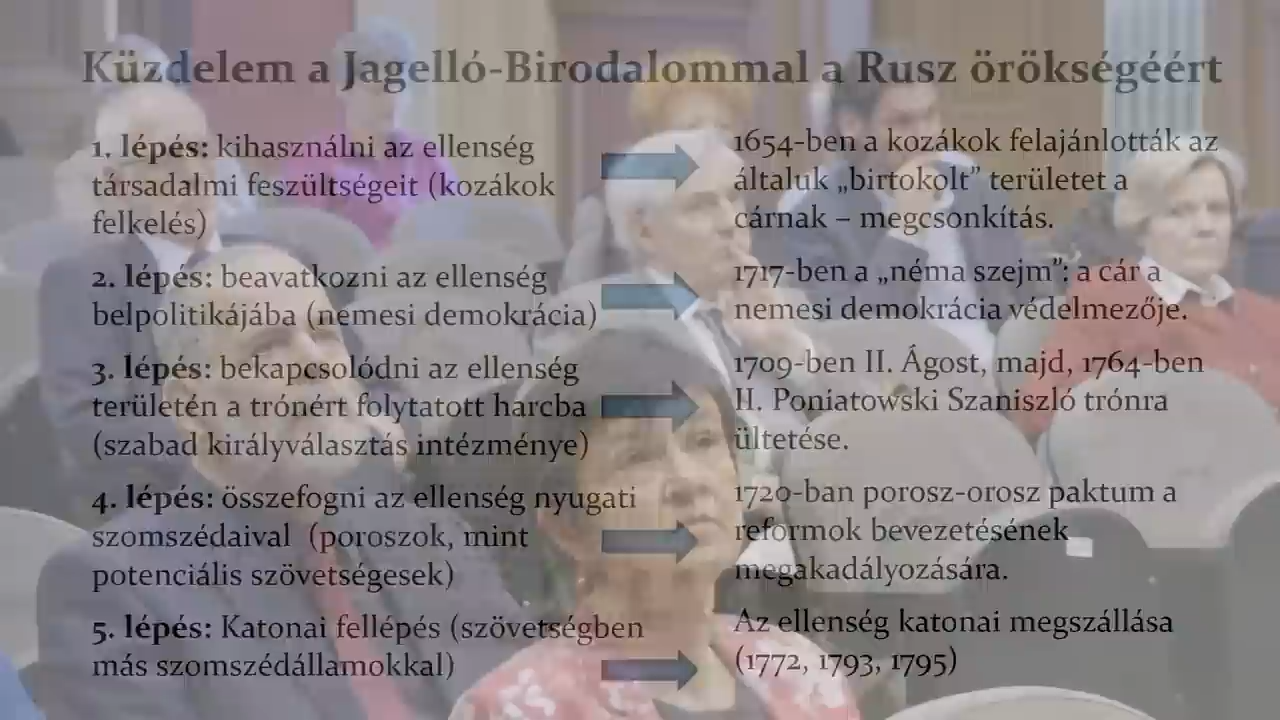 Küzdelem a Jagelló-Birodalommal a Rusz örökségéért
1. lépés: kihasználni az ellenség
társadalmi feszültségeit (kozákok
felkelés)
1654-ben a kozákok felajánlották az
általuk „birtokolt” területet a
cárnak – megcsonkítás.
2. lépés: beavatkozni az ellenség
belpolitikájába (nemesi demokrácia)
1717-ben a „néma szejm”: a cár a
nemesi demokrácia védelmezője.
3. lépés: bekapcsolódni az ellenség
területén a trónért folytatott harcba
(szabad királyválasztás intézménye)
1709-ben II. Ágost, majd, 1764-ben
II. Poniatowski Szaniszló trónra
ültetése.
4. lépés: összefogni az ellenség nyugati
szomszédaival (poroszok, mint
potenciális szövetségesek)
1720-ban porosz-orosz paktum a
reformok bevezetésének
megakadályozására.
5. lépés: Katonai fellépés (szövetségben
más szomszédállamokkal)
Az ellenség katonai megszállása
(1772, 1793, 1795)